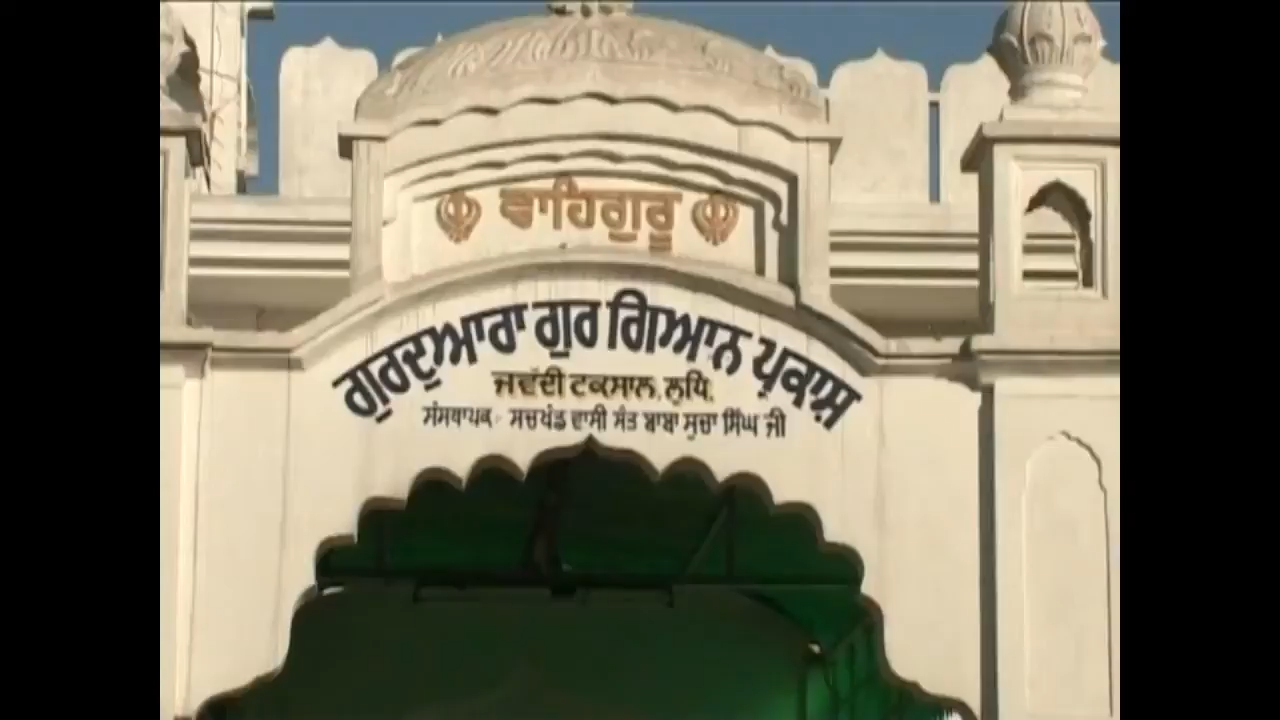 ਵਾਹਿਗੁਰੂ
ਗੁਰਦੁਆਰਾ ਗੁਰ ਗਿਆਨ ਪ੍ਰਕਾਸ਼
ਜਵੱਦੀ ਟਕਸਾਲ, ਲੁਧਿ.
ਸੰਸਥਾਪਕ- ਸਚਖੰਡ ਵਾਸੀ ਸੰਤ ਬਾਬਾ ਸੁਚਾ ਸਿੰਘ ਜੀ